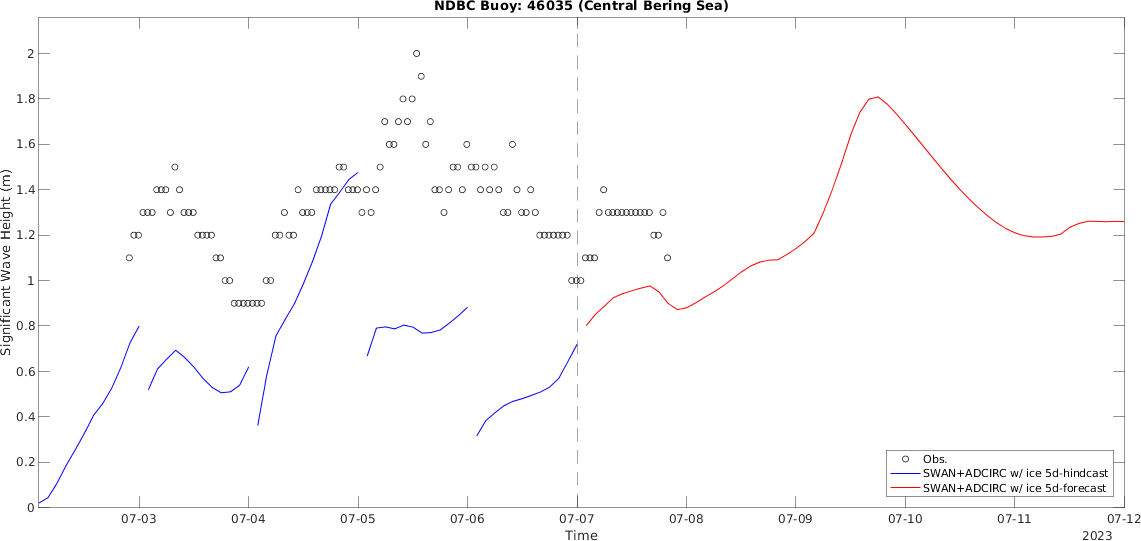 NDBC Buoy: 46035 (Central Bering Sea)
Significant Wave Height (m)
2
1.8
1.6
1.4
1.2
1
0.8
0.6
0.4
0.2
0
Obs.
SWAN+ADCIRC w/ ice 5d-hindcast
SWAN+ADCIRC w/ ice 5d-forecast
07-03 07-04 07-05 07-06 07-07 07-08 07-09 07-10 07-11 07-12
Time
2023